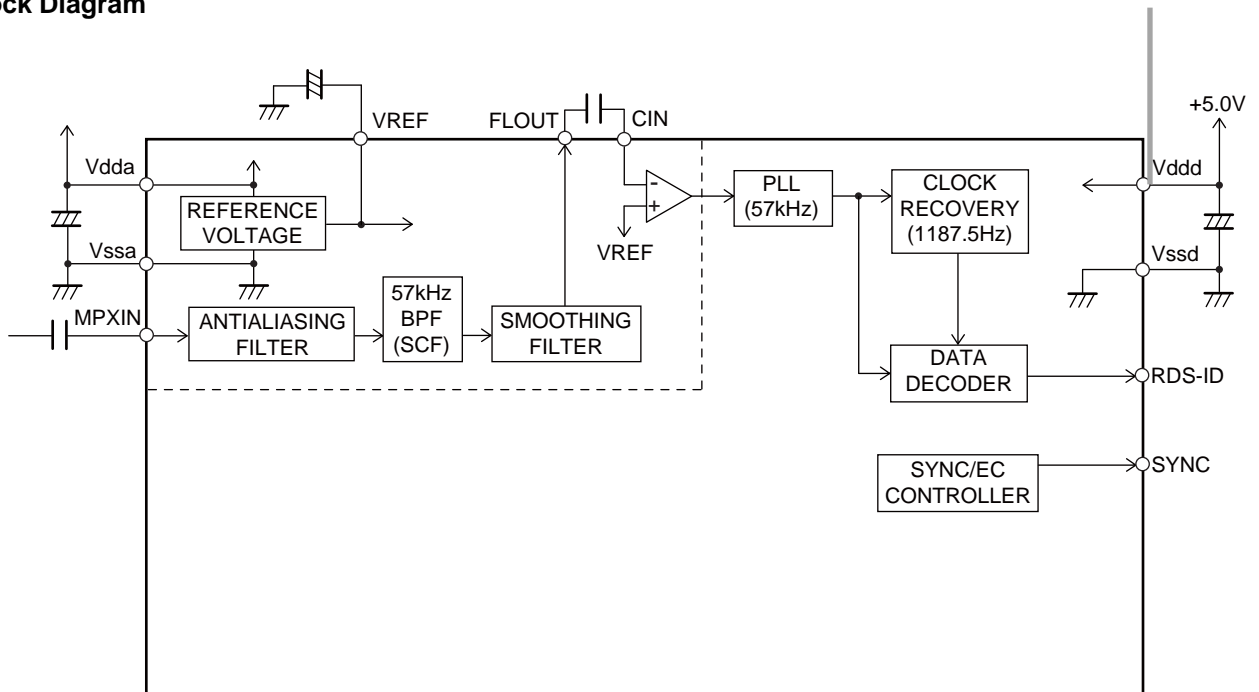 ock Diagram
+5.0V
VREF
FLOUT
CIN
Vdda
Vddd
REFERENCE
VOLTAGE
PLL
(57kHz)
CLOCK
RECOVERY
(1187.5Hz)
-
+
VREF
Vssa
Vssd
MPXIN
ANTIALIASING
FILTER
57kHz
BPF
(SCF)
SMOOTHING
FILTER
DATA
DECODER
RDS-ID
SYNC/EC
CONTROLLER
SYNC